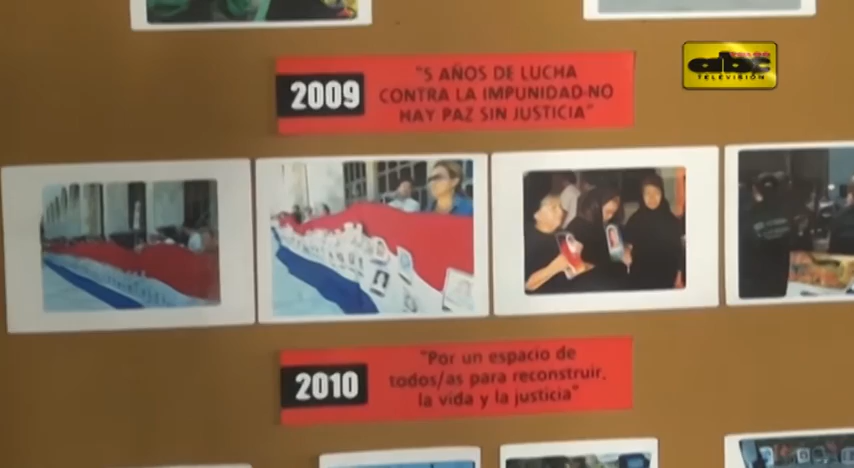 abc
TELEVISIÓN
2009
"5 AÑOS DE LUCHA
CONTRA LA IMPUNIDAD-NO
HAY PAZ SIN JUSTICIA"
2010
"Por un espacio de
todos/as para reconstruir,
la vida y la justicia"